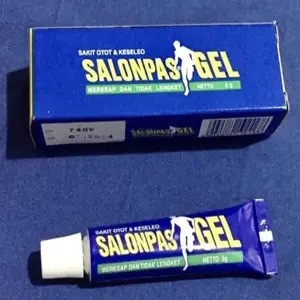 SAKIT OTOT & KESELEO
SALONPAS GEL
MERESAP DAN TIDAK LENGKET NETTO 5 g
SAKIT OTOT & KESELEO
SALONPAS GEL
MERESAP DAN TIDAK LENGKET NETTO 5g